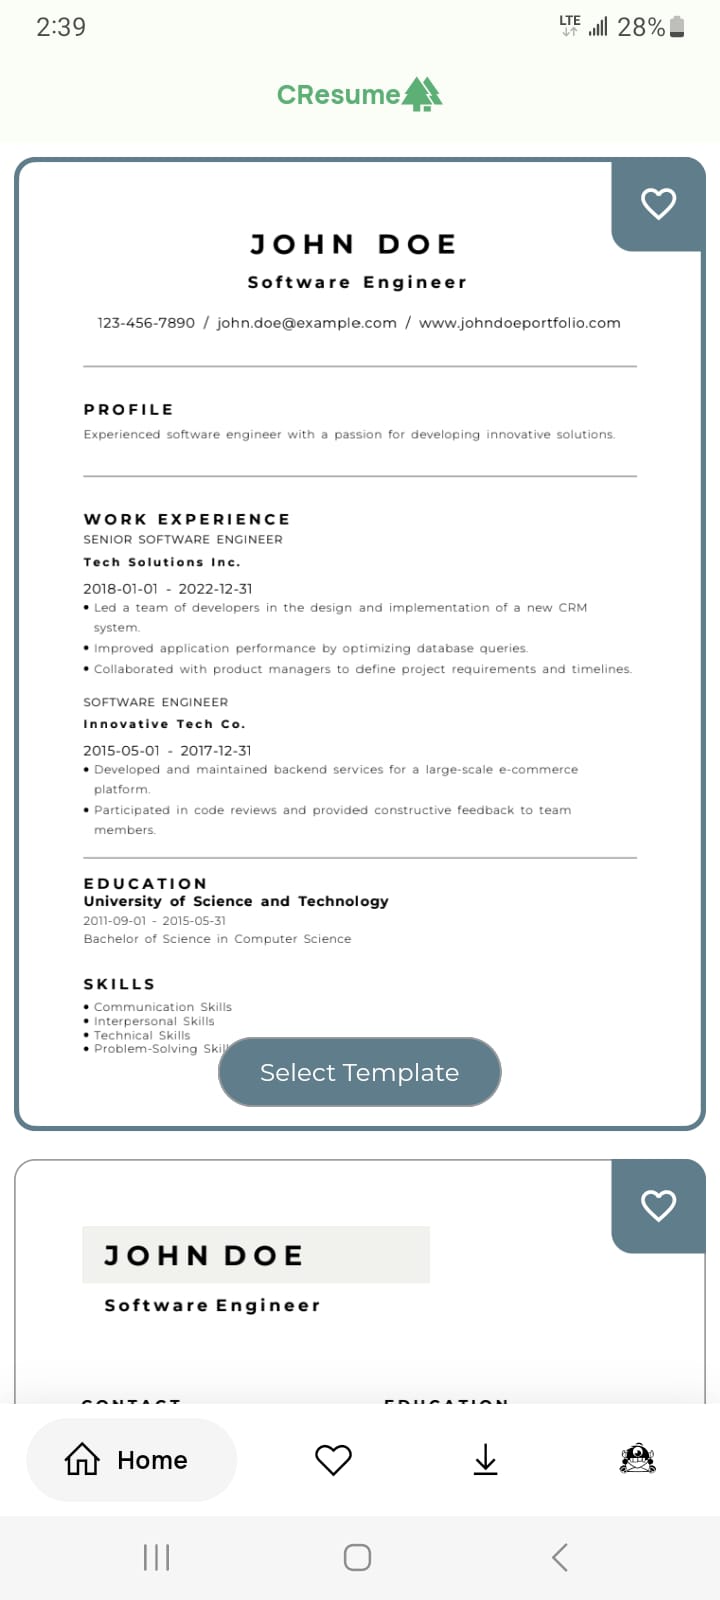 2:39 LTE 28%
CResume
JOHN DOE
Software Engineer
123-456-7890 / john.doe@example.com / www.johndoeportfolio.com
PROFILE
Experienced software engineer with a passion for developing innovative solutions.
WORK EXPERIENCE
SENIOR SOFTWARE ENGINEER
Tech Solutions Inc.
2018-01-01 - 2022-12-31
• Led a team of developers in the design and implementation of a new CRM
system.
• Improved application performance by optimizing database queries.
• Collaborated with product managers to define project requirements and timelines.
SOFTWARE ENGINEER
Innovative Tech Co.
2015-05-01 - 2017-12-31
• Developed and maintained backend services for a large-scale e-commerce
platform.
• Participated in code reviews and provided constructive feedback to team
members.
EDUCATION
University of Science and Technology
2011-09-01 - 2015-05-31
Bachelor of Science in Computer Science
SKILLS
• Communication Skills
• Interpersonal Skills
• Technical Skills
• Problem-Solving Skill
Select Template
JOHN DOE
Software Engineer
CONTACT EDUCATION
Home